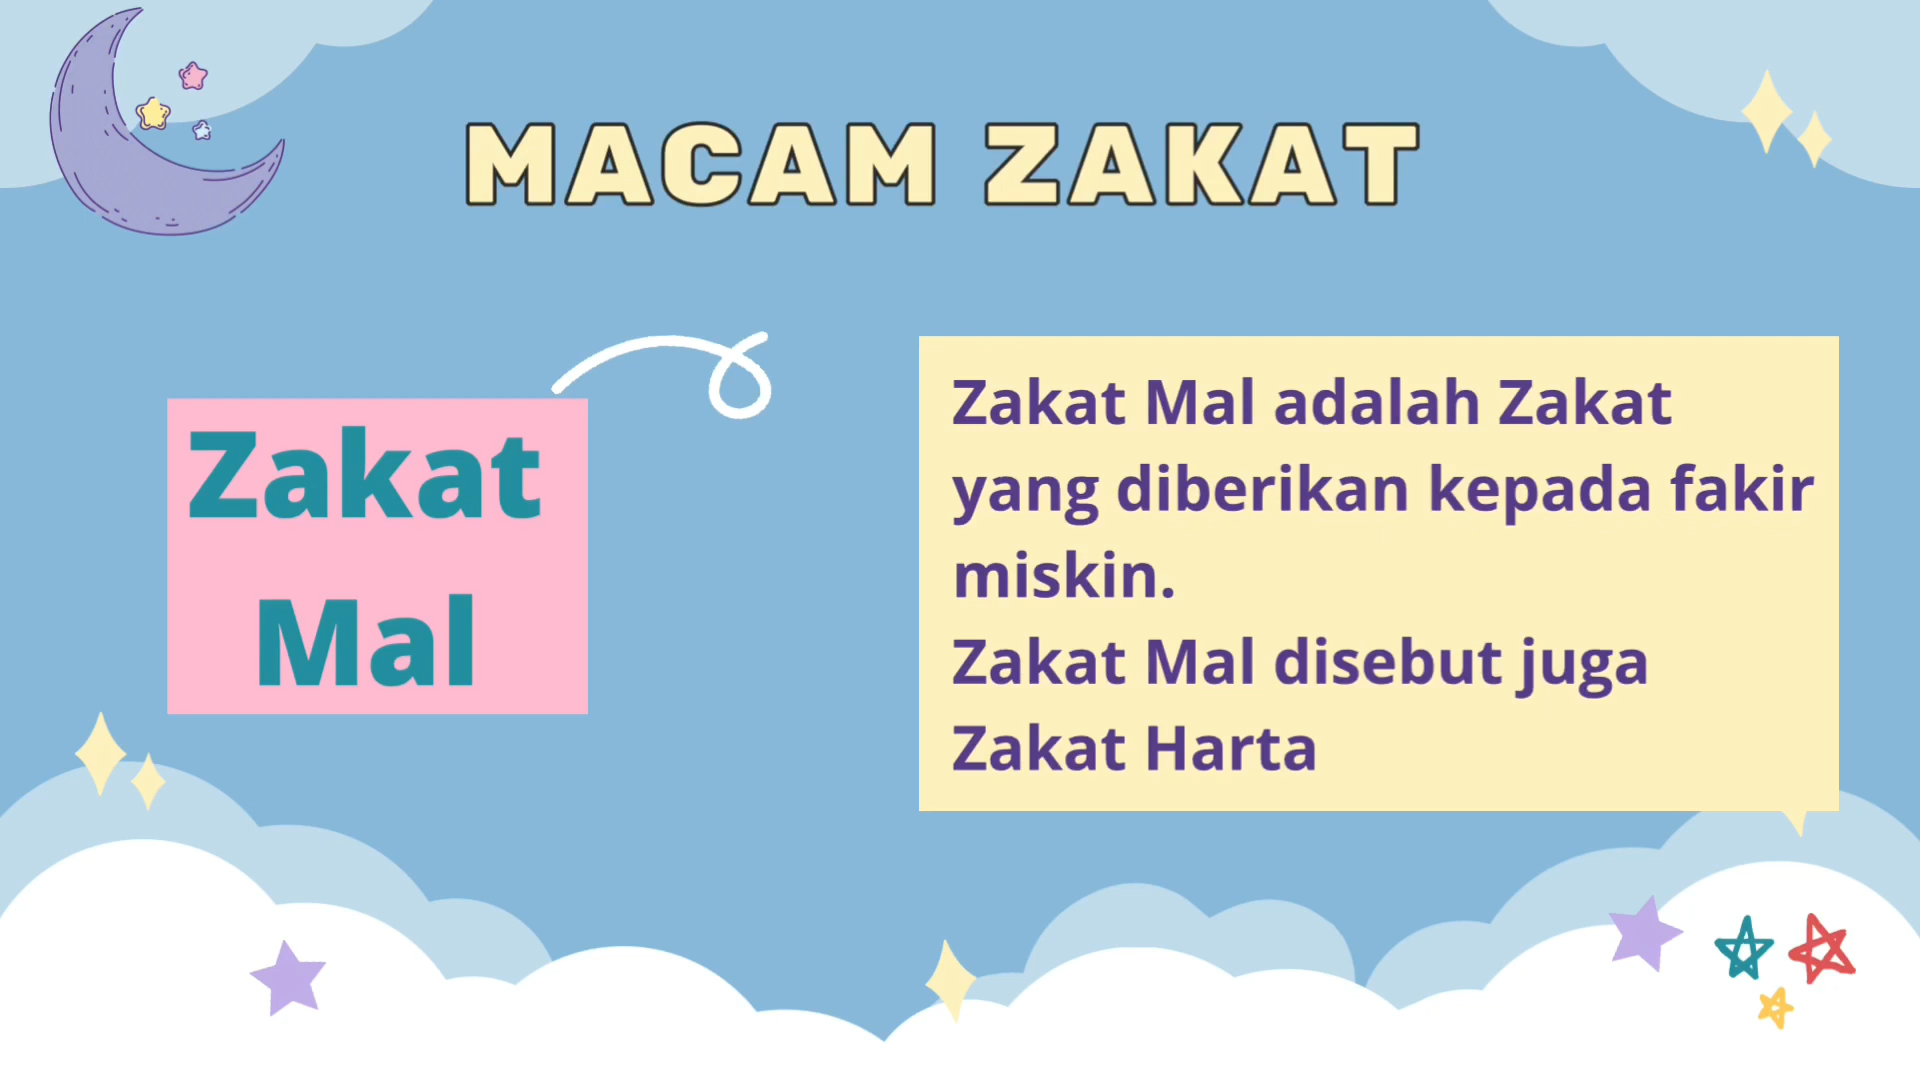 MACAM ZAKAT
Zakat
Mal
Zakat Mal adalah Zakat
yang diberikan kepada fakir
miskin.
Zakat Mal disebut juga
Zakat Harta